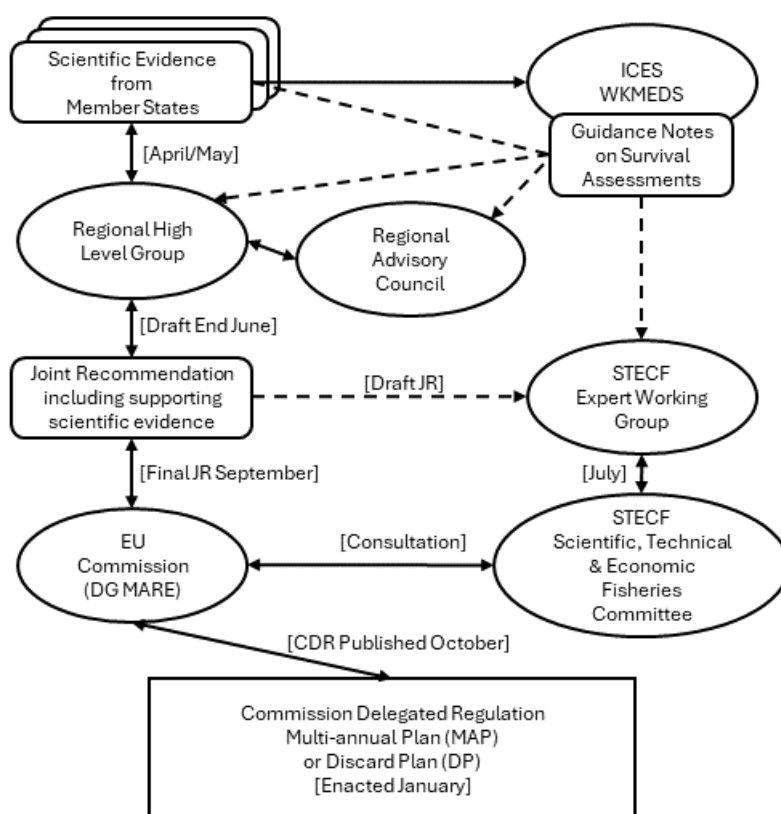 Scientific Evidence
from
Member States
ICES
WKMEDS
Guidance Notes
on Survival
Assessments
[April/May]
Regional High
Level Group
Regional
Advisory
Council
[Draft End June]
Joint Recommendation
including supporting
scientific evidence
[Draft JR]
STECF
Expert Working
Group
[Final JR September]
[July]
EU
Commission
(DG MARE)
[Consultation]
STECF
Scientific, Technical
& Economic
Fisheries
Committee
[CDR Published October]
Commission Delegated Regulation
Multi-annual Plan (MAP)
or Discard Plan (DP)
[Enacted January]